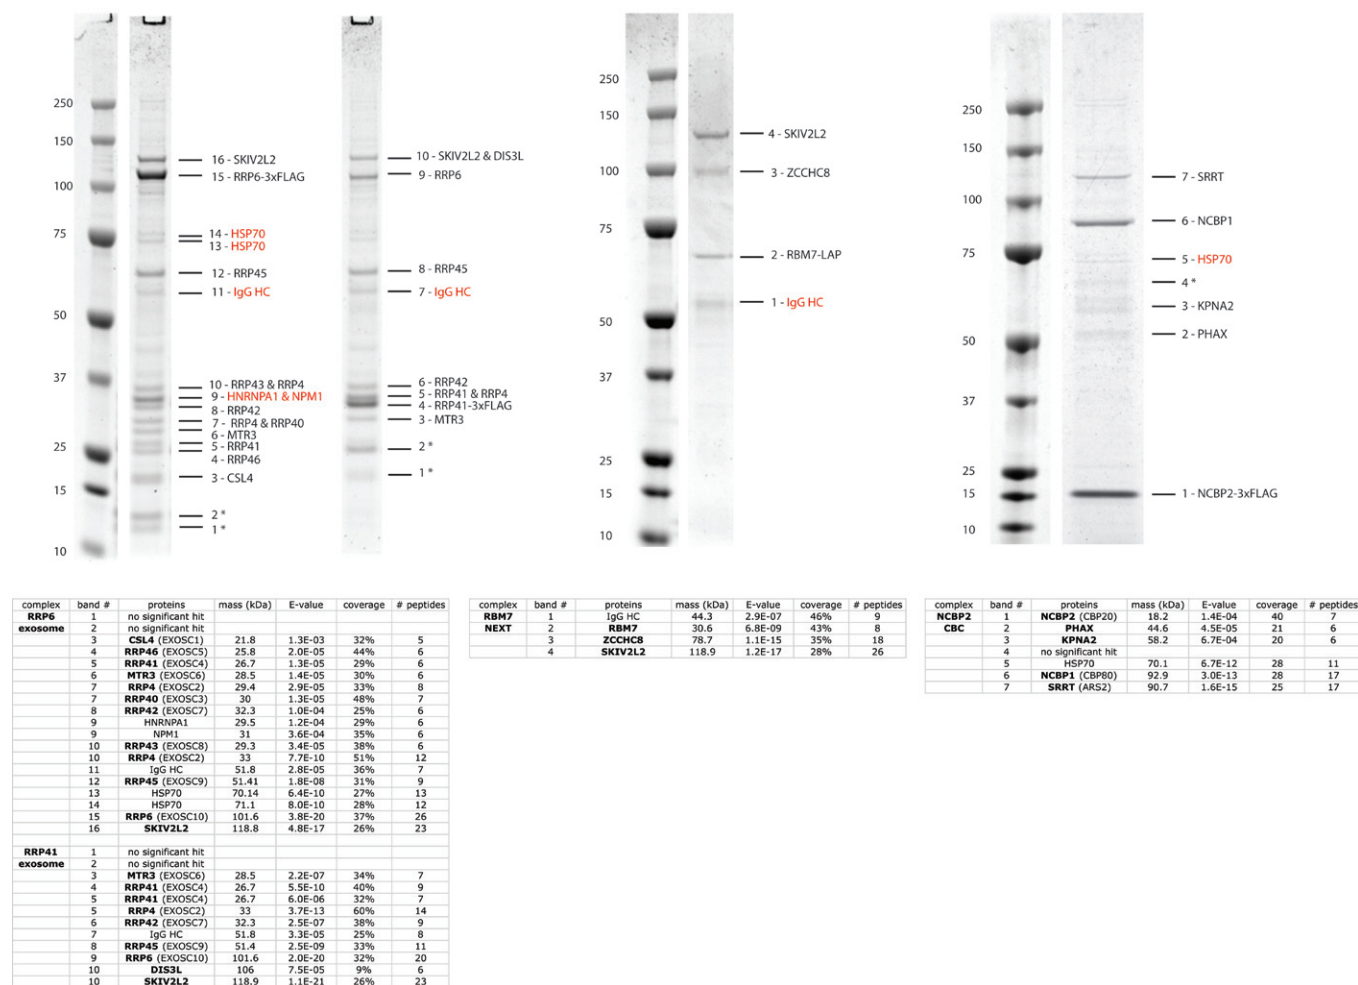 250
150
100
75
50
37
25
15
10
16 - SKIV2L2
15 - RRP6-3xFLAG
14 - HSP70
13 - HSP70
12 - RRP45
11 - IgG HC
10 - RRP43 & RRP4
9 - HNRNPA1 & NPM1
8 - RRP42
7 - RRP4 & RRP40
6 - MTR3
5 - RRP41
4 - RRP46
3 - CSL4
2 *
1 *
10 - SKIV2L2 & DIS3L
9 - RRP6
8 - RRP45
7 - IgG HC
6 - RRP42
5 - RRP41 & RRP4
4 - RRP41-3xFLAG
3 - MTR3
2 *
1 *
250
150
100
75
50
37
25
15
10
4 - SKIV2L2
3 - ZCCHC8
2 - RBM7-LAP
1 - IgG HC
250
150
100
75
50
37
25
15
10
7 - SRRT
6 - NCBP1
5 - HSP70
4 *
3 - KPNA2
2 - PHAX
1 - NCBP2-3xFLAG
complex band # proteins mass (kDa) E-value coverage # peptides
RRP6 1 no significant hit
exosome 2 no significant hit
3 CSL4 (EXOSC1) 21.8 1.3E-03 32% 5
4 RRP46 (EXOSC5) 25.8 2.0E-05 44% 6
5 RRP41 (EXOSC4) 26.7 1.3E-05 29% 6
6 MTR3 (EXOSC6) 28.5 1.4E-05 30% 6
7 RRP4 (EXOSC2) 29.4 2.9E-05 33% 8
7 RRP40 (EXOSC3) 30 1.3E-05 48% 7
8 RRP42 (EXOSC7) 32.3 1.0E-04 25% 6
9 HNRNPA1 29.5 1.2E-04 29% 6
9 NPM1 31 3.6E-04 35% 6
10 RRP43 (EXOSC8) 29.3 3.4E-05 38% 6
10 RRP4 (EXOSC2) 33 7.7E-10 51% 12
11 IgG HC 51.8 2.8E-05 36% 7
12 RRP45 (EXOSC9) 51.41 1.8E-08 31% 9
13 HSP70 70.14 6.4E-10 27% 13
14 HSP70 71.1 8.0E-10 28% 12
15 RRP6 (EXOSC10) 101.6 3.8E-20 37% 26
16 SKIV2L2 118.8 4.8E-17 26% 23
RRP41 1 no significant hit
exosome 2 no significant hit
3 MTR3 (EXOSC6) 28.5 2.2E-07 34% 7
4 RRP41 (EXOSC4) 26.7 5.5E-10 40% 9
5 RRP41 (EXOSC4) 26.7 6.0E-06 32% 7
5 RRP4 (EXOSC2) 33 3.7E-13 60% 14
6 RRP42 (EXOSC7) 32.3 2.5E-07 38% 9
7 IgG HC 51.8 3.3E-05 25% 8
8 RRP45 (EXOSC9) 51.4 2.5E-09 33% 11
9 RRP6 (EXOSC10) 101.6 2.0E-20 32% 20
10 DIS3L 106 7.5E-05 9% 6
10 SKIV2L2 118.9 1.1E-21 26% 23
complex band # proteins mass (kDa) E-value coverage # peptides
RBM7 1 IgG HC 44.3 2.9E-07 46% 9
NEXT 2 RBM7 30.6 6.8E-09 43% 8
3 ZCCHC8 78.7 1.1E-15 35% 18
4 SKIV2L2 118.9 1.2E-17 28% 26
complex band # proteins mass (kDa) E-value coverage # peptides
NCBP2 1 NCBP2 (CBP20) 18.2 1.4E-04 40 7
CBC 2 PHAX 44.6 4.5E-05 21 6
3 KPNA2 58.2 6.7E-04 20 6
4 no significant hit
5 HSP70 70.1 6.7E-12 28 11
6 NCBP1 (CBP80) 92.9 3.0E-13 28 17
7 SRRT (ARS2) 90.7 1.6E-15 25 17